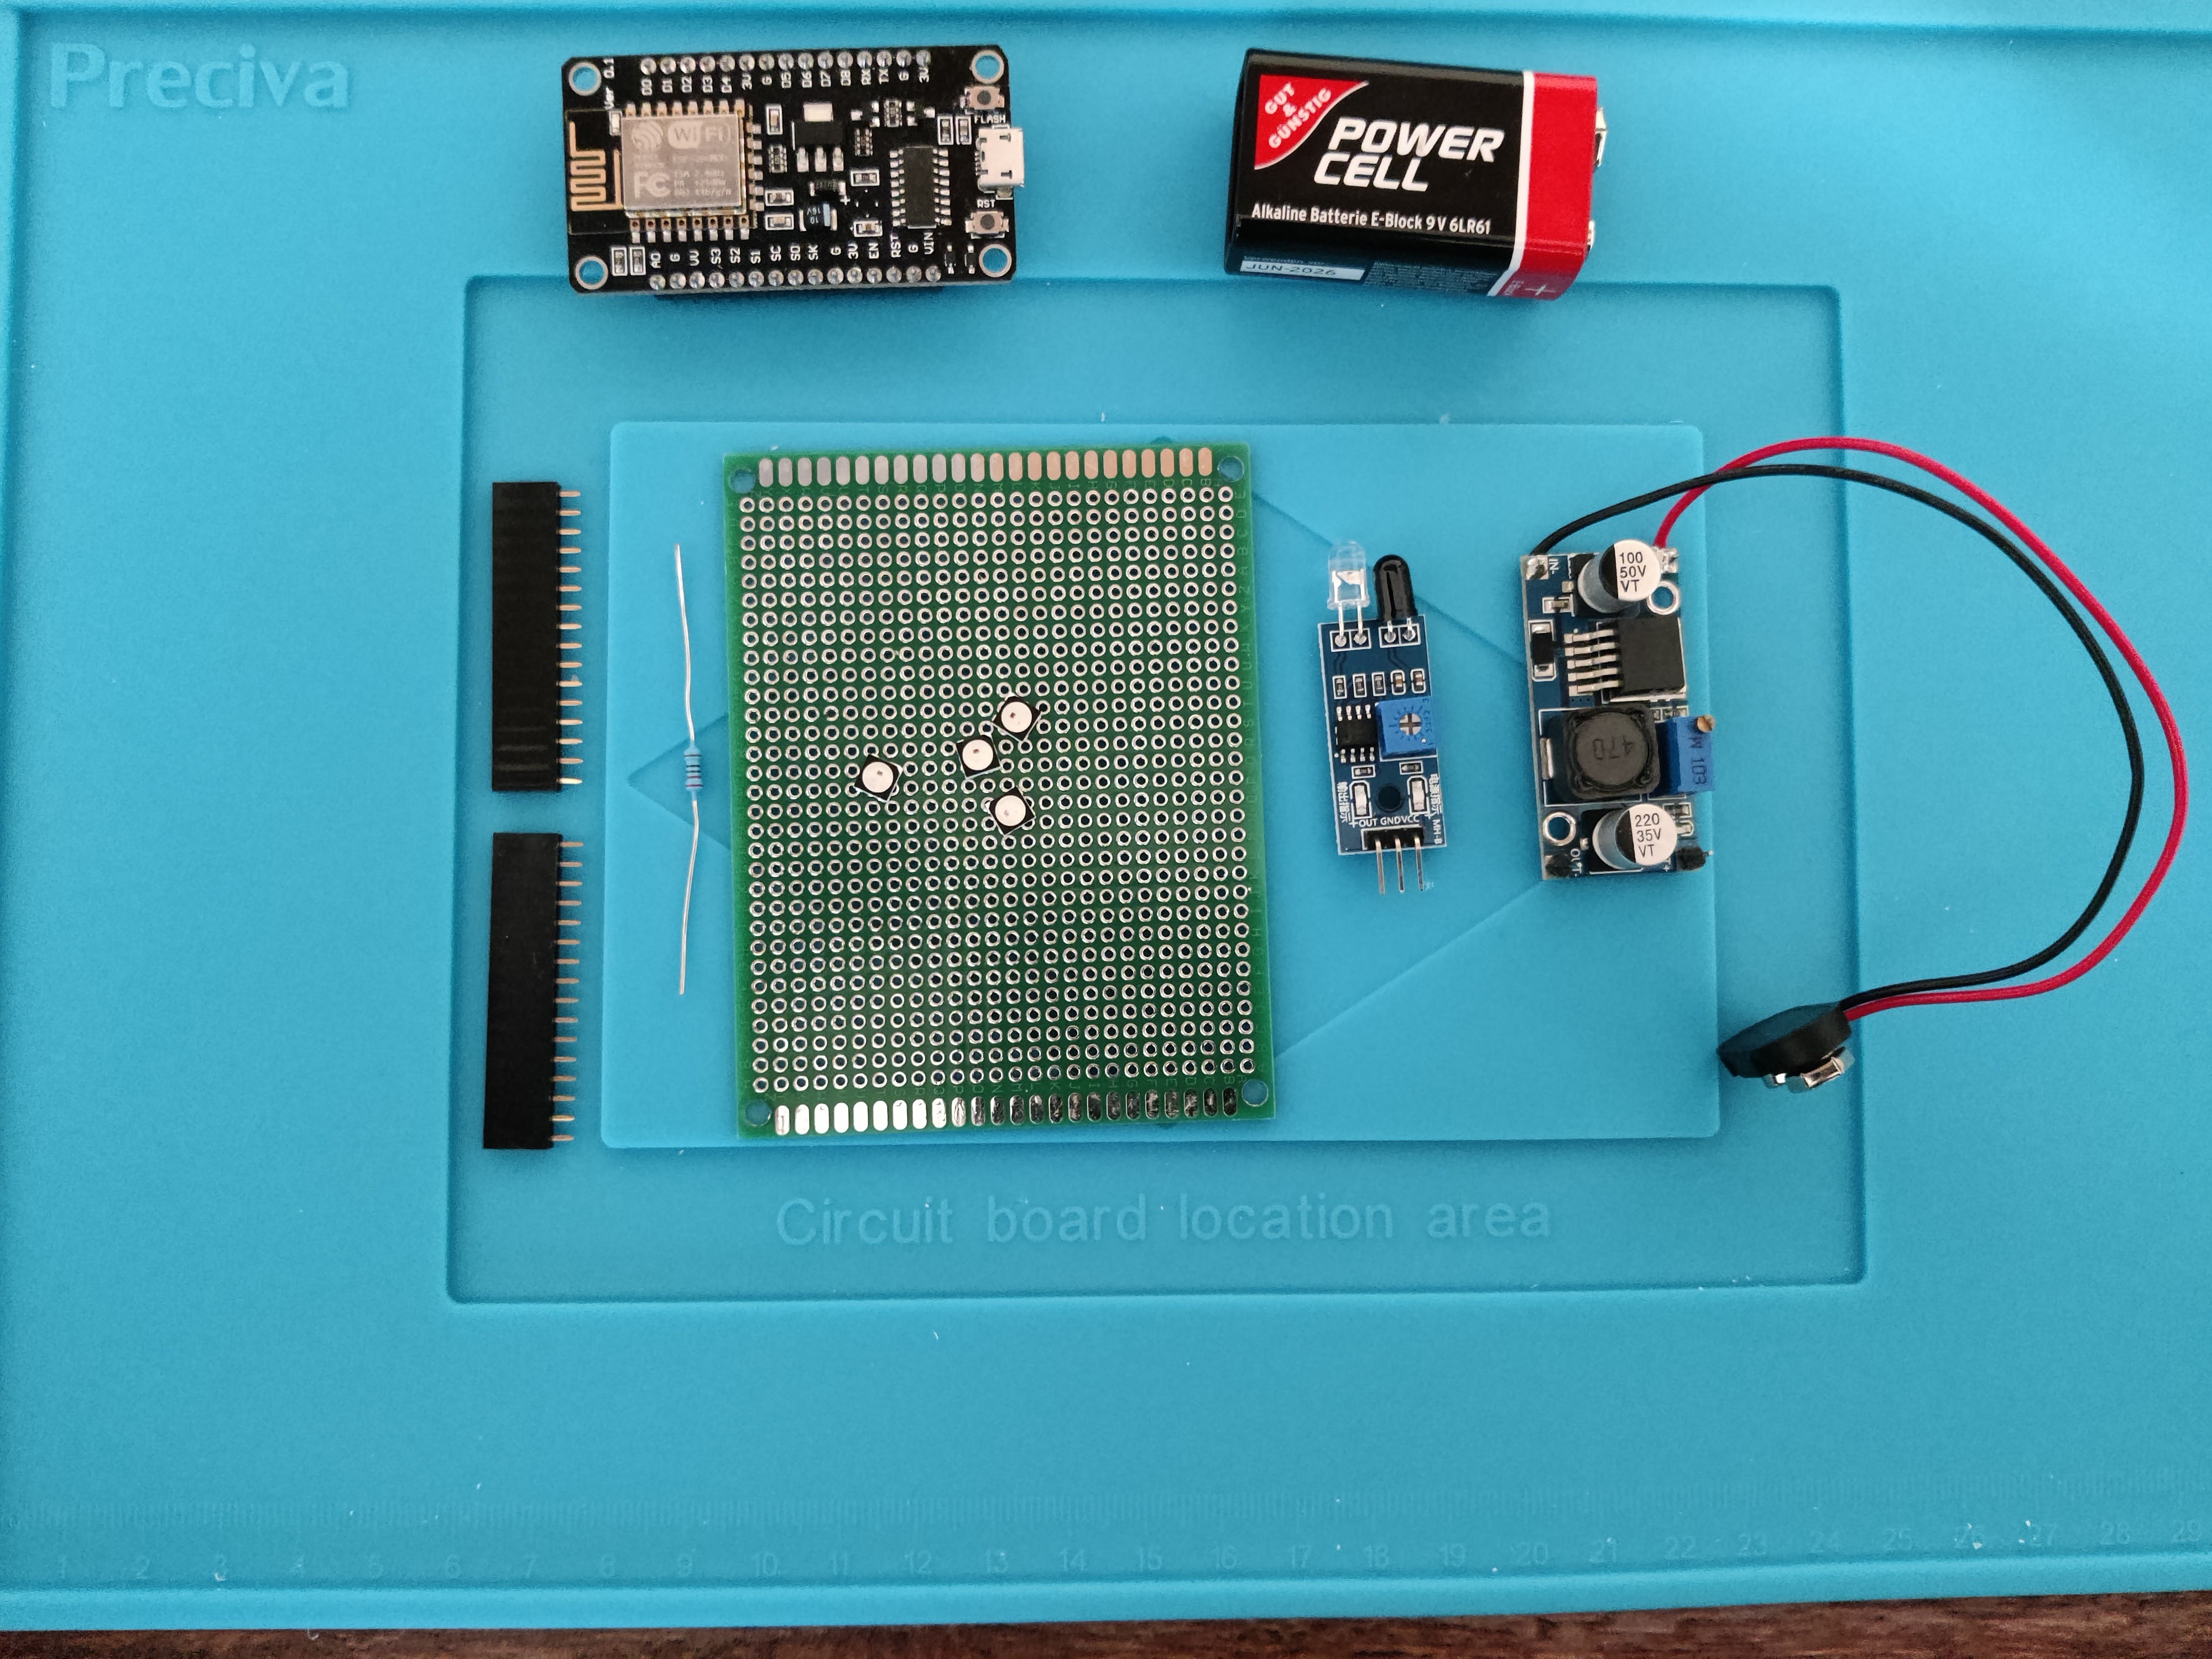 Preciva
Ver 0.1
D0 D1 D2 D3 D4 3V G D5 D6 D7 D8 RX TX G 3V
FLASH
WiFi
FC
RST
A0 G VV S3 S2 S1 SC SO SK G 3V EN RST G VIN
GUT
&
GÜNSTIG
POWER
CELL
Alkaline Batterie E-Block 9V 6LR61
JUN-2026
+
100
50V
VT
IN-
470
W 103
220
35V
VT
OUT-
OUT GND VCC
Circuit board location area
1 2 3 4 5 6 7 8 9 10 11 12 13 14 15 16 17 18 19 20 21 22 23 24 25 26 27 28 29